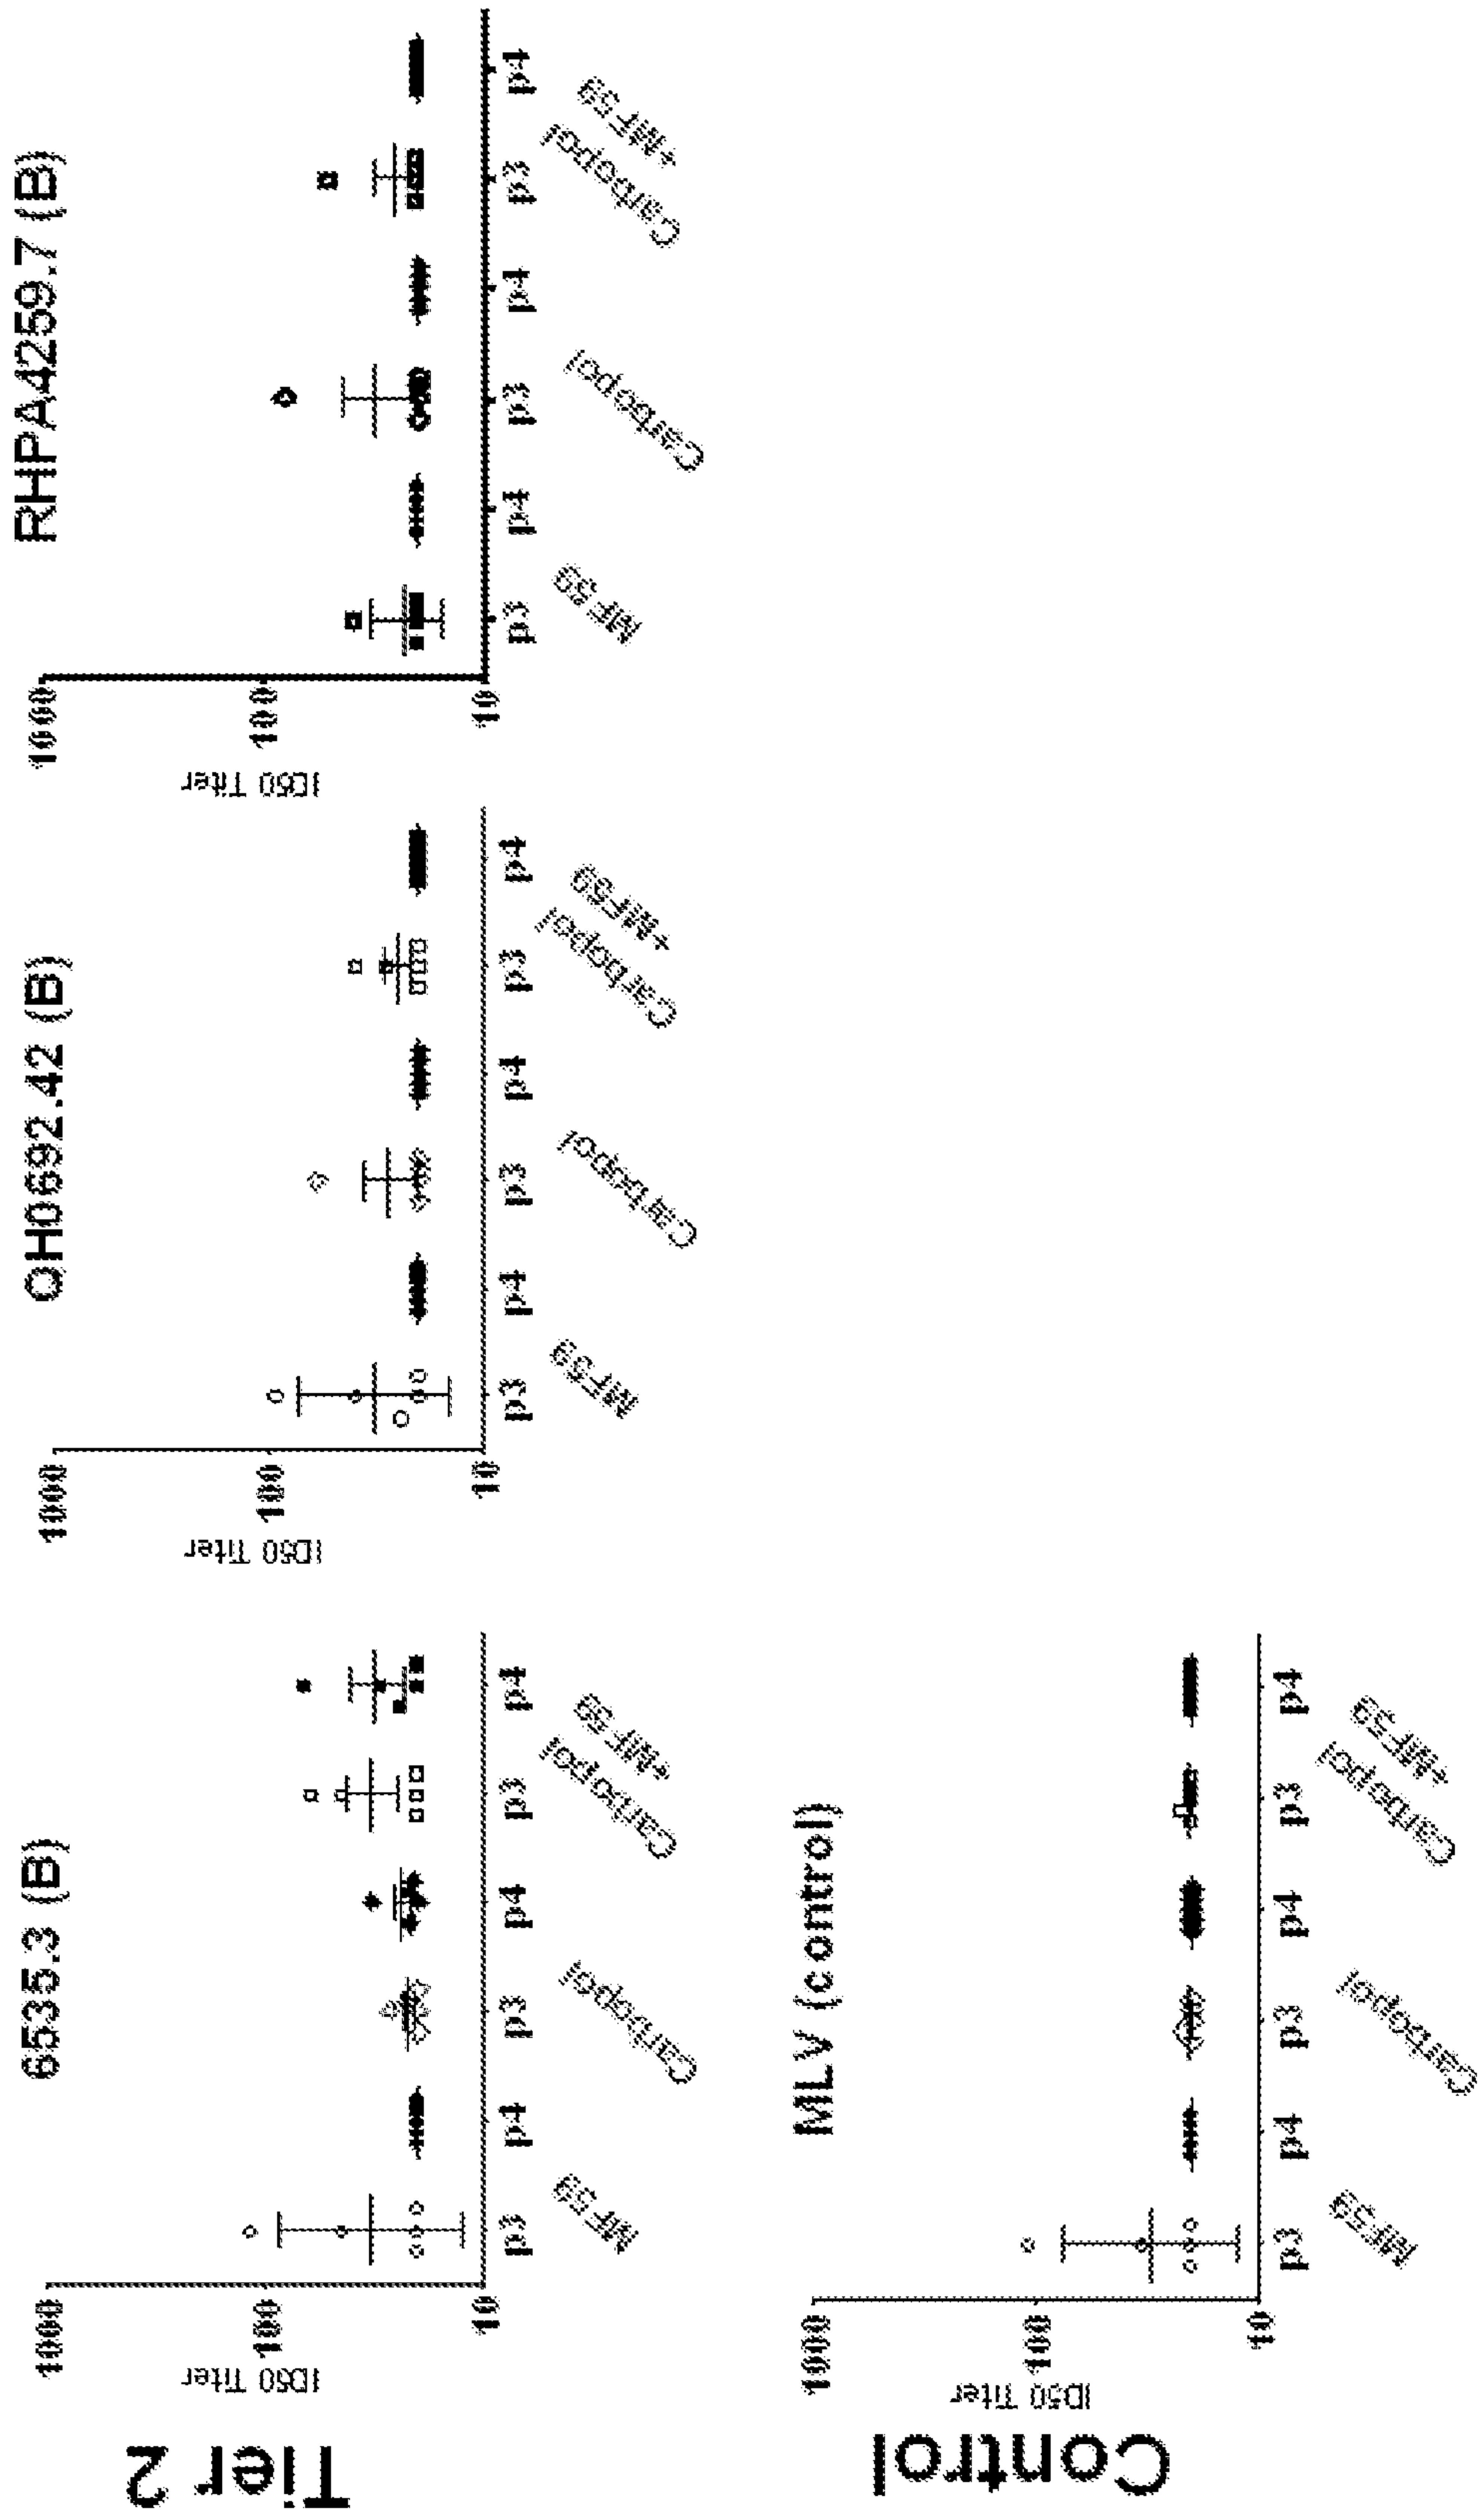 Tier 2
6535.3 (B)
ID50 Titer
1000
100
10
p3
p4
p3
p4
p3
p4
MF59
Carbopol
Carbopol
+MF59
QH0692.42 (B)
ID50 Titer
1000
100
10
p3
p4
p3
p4
p3
p4
MF59
Carbopol
Carbopol
+MF59
RHPA4259.7 (B)
ID50 Titer
1000
100
10
p3
p4
p3
p4
p3
p4
MF59
Carbopol
Carbopol
+MF59
Control
MLV (control)
ID50 Titer
1000
100
10
p3
p4
p3
p4
p3
p4
MF59
Carbopol
Carbopol
+MF59